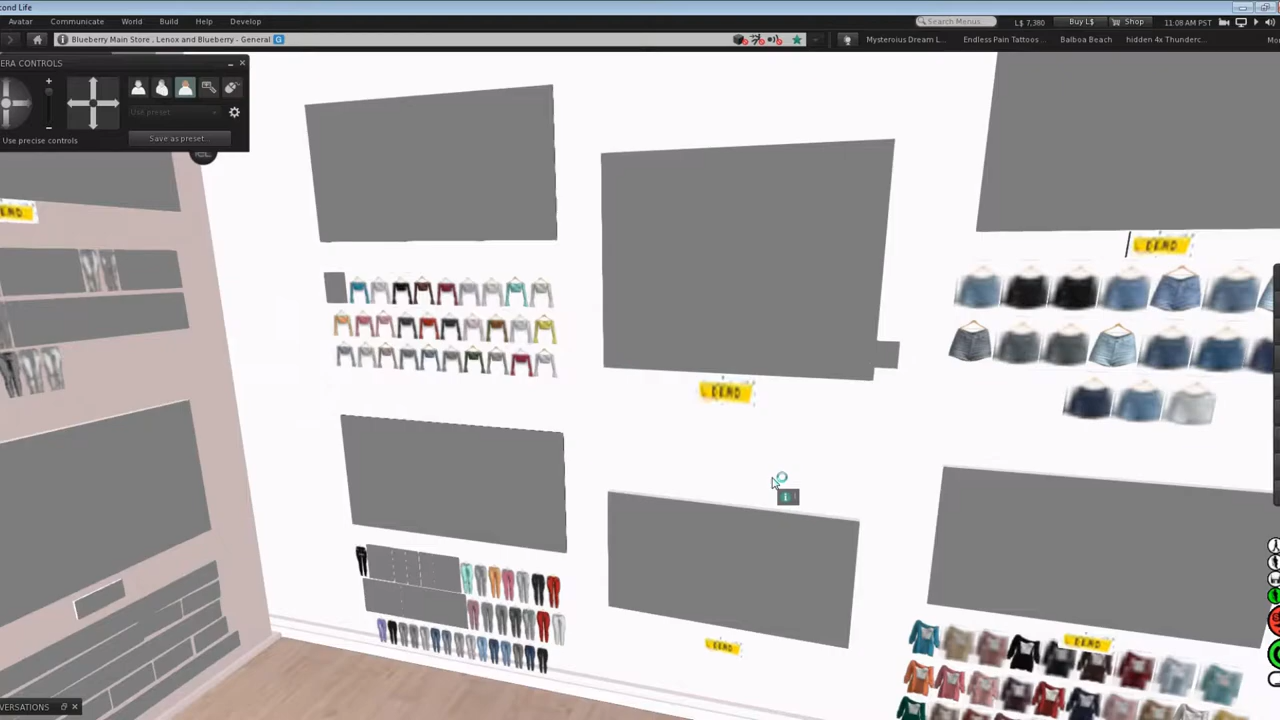 cond Life
Avatar Communicate World Build Help Develop
Search Menus L$ 7,380 Buy L$ Shop 11:08 AM PST
Blueberry Main Store , Lenox and Blueberry - General G
Mysterious Dream L... Endless Pain Tattoos ... Balboa Beach hidden 4x Thunderc...
ERA CONTROLS
Use preset
Use precise controls
Save as preset...
DEMO
DEMO
DEMO
DEMO
DEMO
VERSATIONS